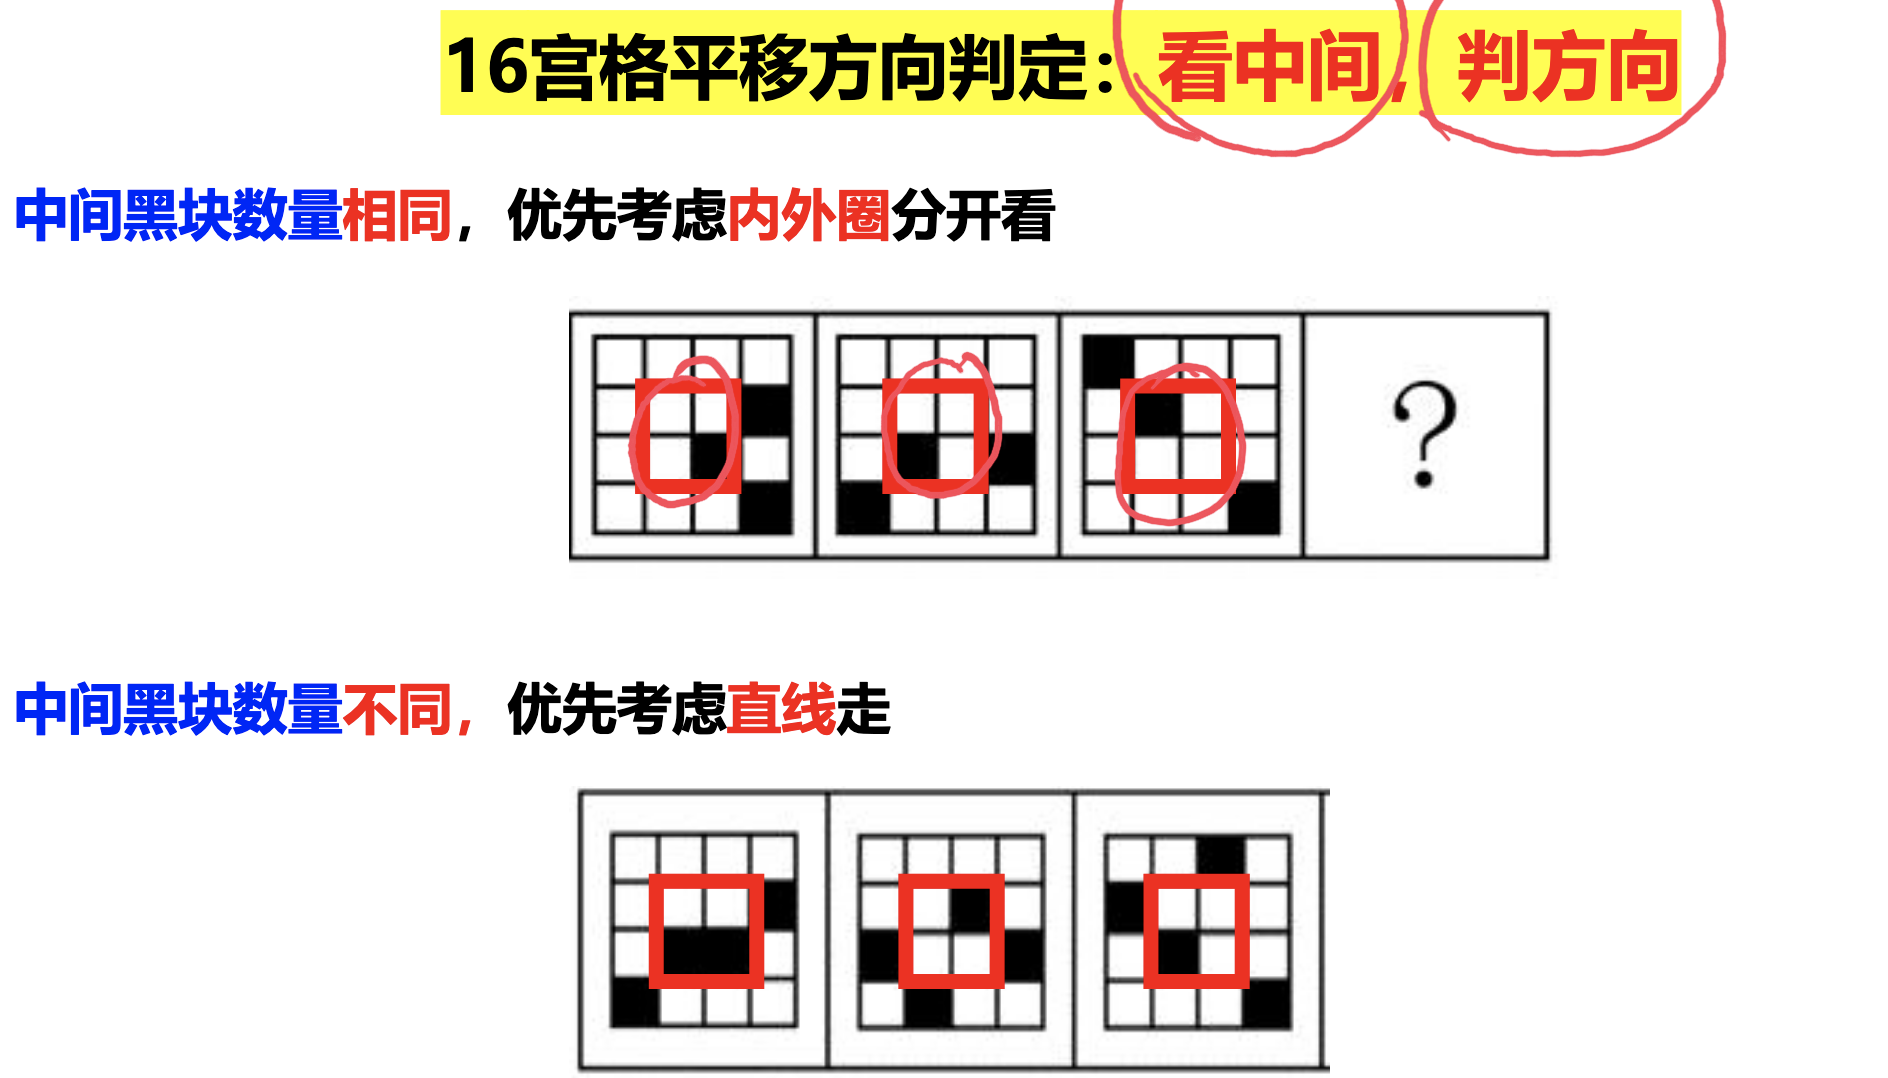 16宫格平移方向判定：看中间，判方向
中间黑块数量相同，优先考虑内外圈分开看
?
中间黑块数量不同，优先考虑直线走